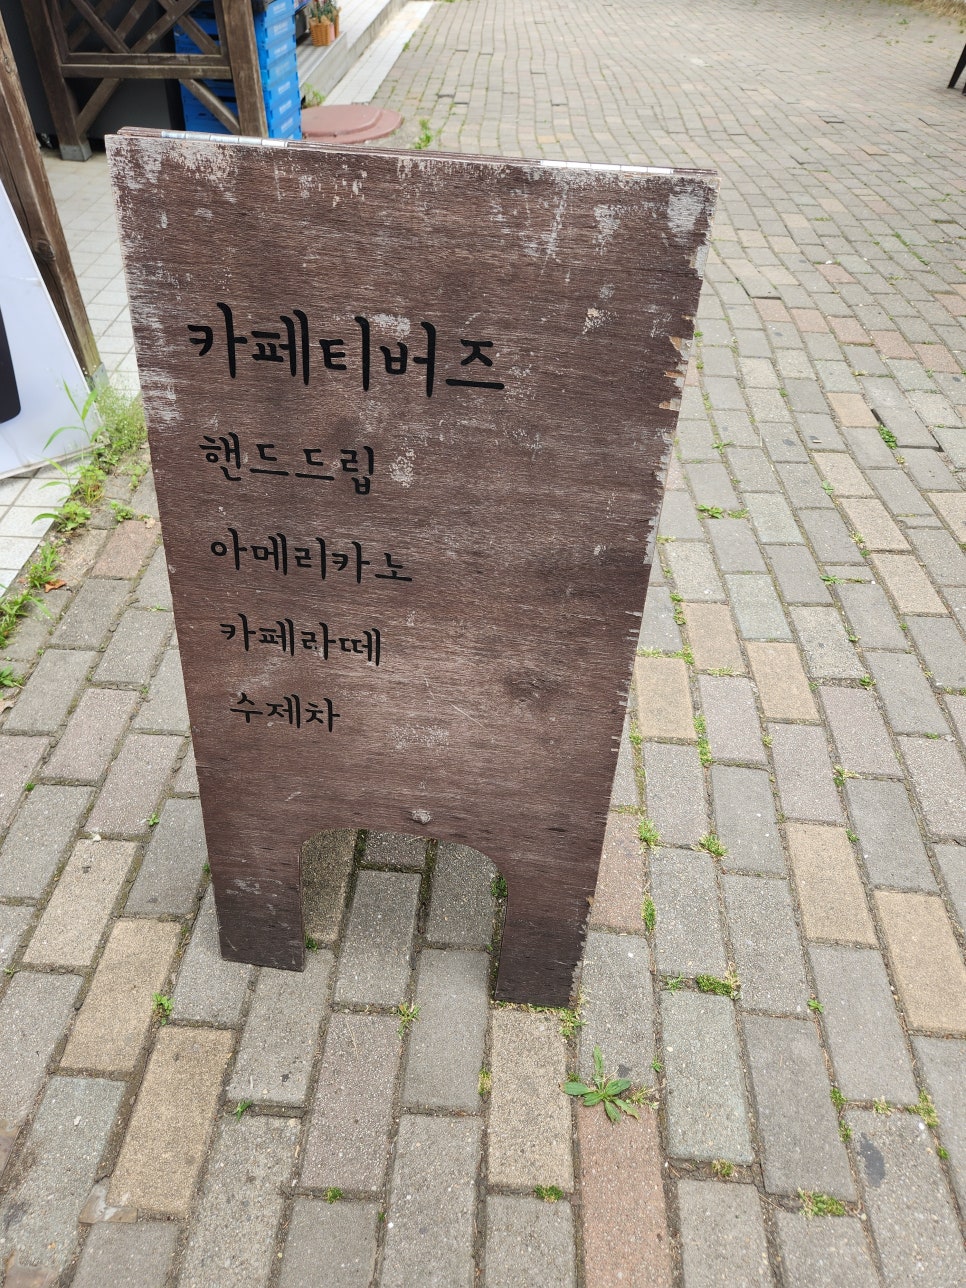 카페티버즈
핸드드립
아메리카노
카페라떼
수제차